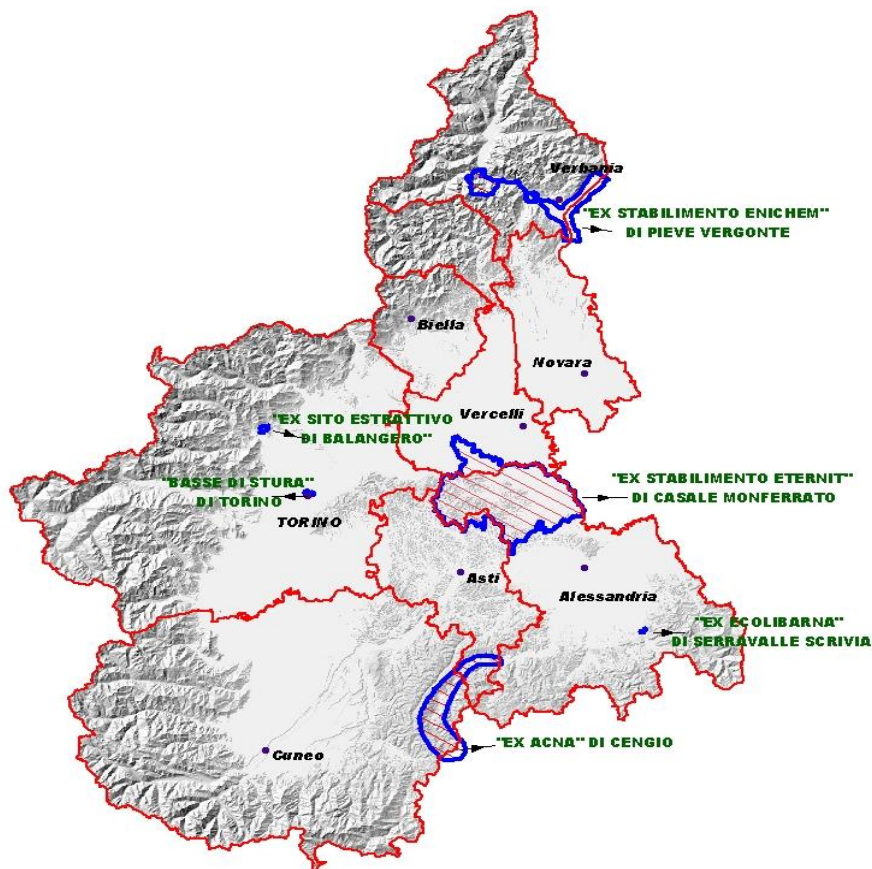 Verbania
"EX STABILIMENTO ENICHEM"
DI PIEVE VERGONTE
Biella
Novara
Vercelli
"EX SITO ESTRATTIVO
DI BALANGERO"
"BASSE DI STURA"
DI TORINO
TORINO
"EX STABILIMENTO ETERNIT"
DI CASALE MONFERRATO
Asti
Alessandria
"EX ECOLIBARNA"
DI SERRAVALLE SCRIVIA
Cuneo
"EX ACNA" DI CENGIO